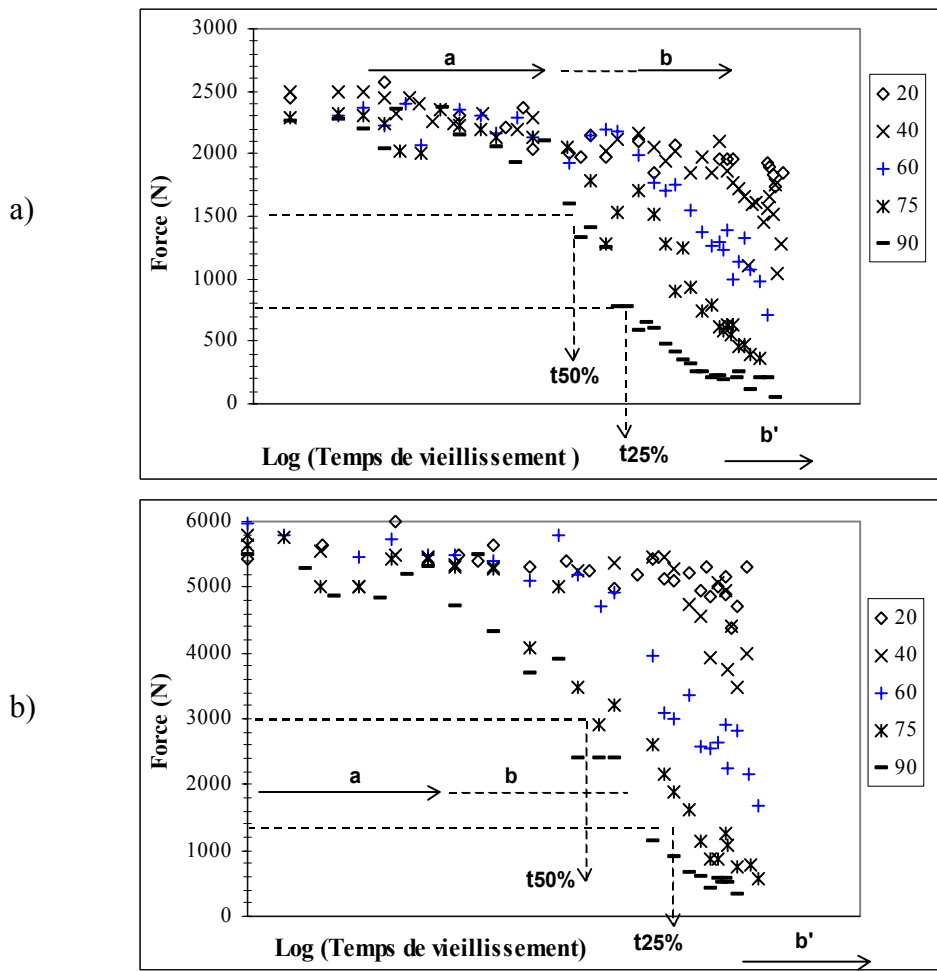 a)
3000
2500
2000
1500
1000
500
0
Force (N)
a
b
t50%
t25%
b'
Log (Temps de vieillissement )
20
40
60
75
90
b)
6000
5000
4000
3000
2000
1000
0
Force (N)
a
b
t50%
t25%
b'
Log (Temps de vieillissement)
20
40
60
75
90